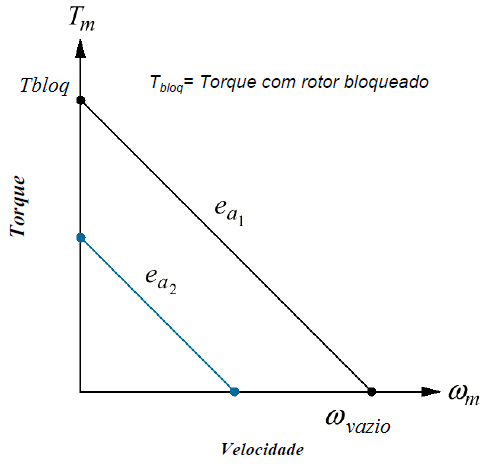 Tm
Tbloq
Tbloq= Torque com rotor bloqueado
Torque
ea1
ea2
ωm
ωvazio
Velocidade